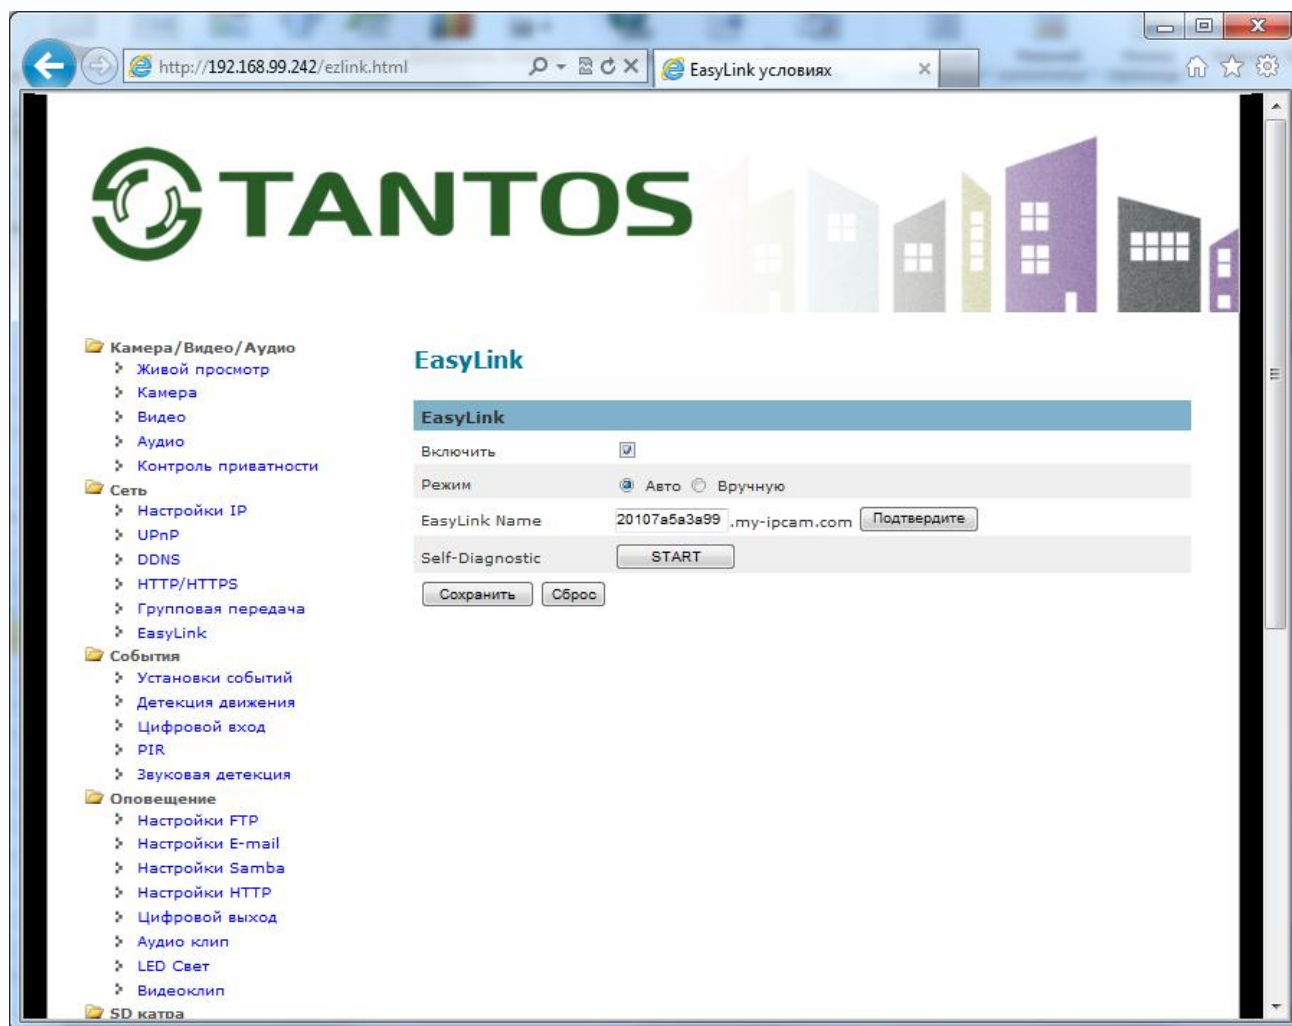 http://192.168.99.242/ezlink.html
EasyLink условиях
TANTOS
Камера/Видео/Аудио
Живой просмотр
Камера
Видео
Аудио
Контроль приватности
Сеть
Настройки IP
UPnP
DDNS
HTTP/HTTPS
Групповая передача
EasyLink
События
Установки событий
Детекция движения
Цифровой вход
PIR
Звуковая детекция
Оповещение
Настройки FTP
Настройки E-mail
Настройки Samba
Настройки HTTP
Цифровой выход
Аудио клип
LED Свет
Видеоклип
SD катра
EasyLink
EasyLink
Включить
Режим Авто Вручную
EasyLink Name 20107a5a3a99 .my-ipcam.com Подтвердите
Self-Diagnostic START
Сохранить Сброс